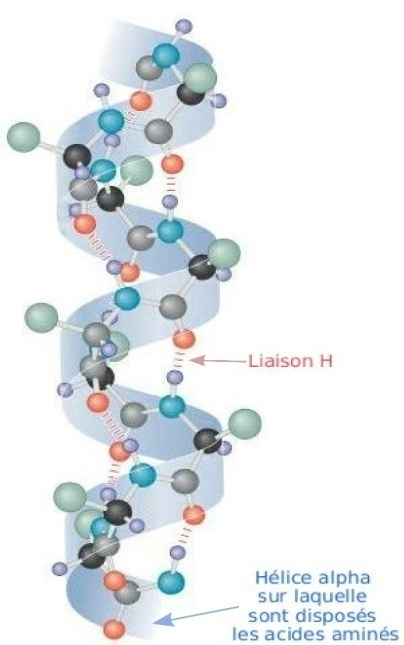 Liaison H
Hélice alpha
sur laquelle
sont disposés
les acides aminés